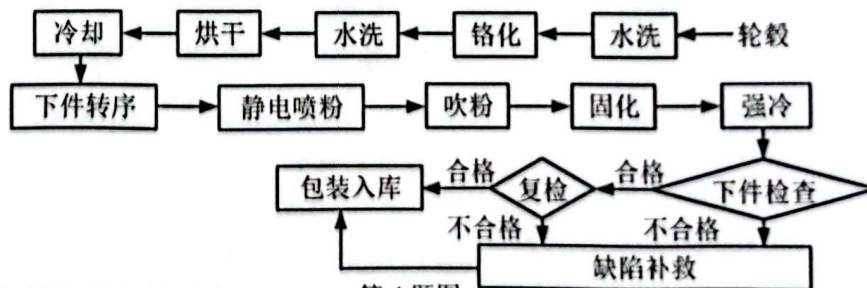 冷却 烘干 水洗 铬化 水洗 轮毂
下件转序 静电喷粉 吹粉 固化 强冷
包装入库 合格 复检 合格 下件检查
不合格 不合格
缺陷补救